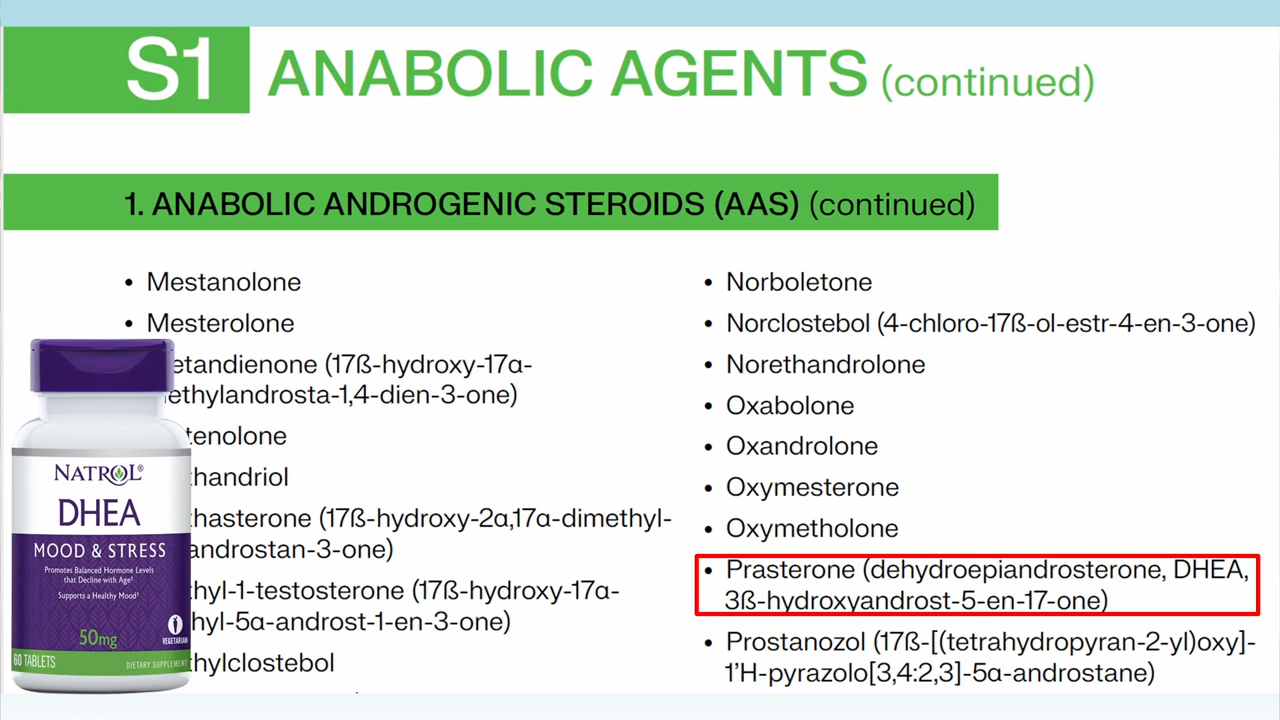 S1 ANABOLIC AGENTS (continued)
1. ANABOLIC ANDROGENIC STEROIDS (AAS) (continued)
• Mestanolone
• Mesterolone
etandienone (17ß-hydroxy-17α-
ethylandrosta-1,4-dien-3-one)
tenolone
handriol
hasterone (17ß-hydroxy-2α,17α-dimethyl-
androstan-3-one)
hyl-1-testosterone (17ß-hydroxy-17α-
hyl-5α-androst-1-en-3-one)
hylclostebol
• Norboletone
• Norclostebol (4-chloro-17ß-ol-estr-4-en-3-one)
• Norethandrolone
• Oxabolone
• Oxandrolone
• Oxymesterone
• Oxymetholone
• Prasterone (dehydroepiandrosterone, DHEA,
3ß-hydroxyandrost-5-en-17-one)
• Prostanozol (17ß-[(tetrahydropyran-2-yl)oxy]-
1’H-pyrazolo[3,4:2,3]-5α-androstane)
NATROL®
DHEA
MOOD & STRESS
Promotes Balanced Hormone Levels
that Decline with Age†
Supports a Healthy Mood†
50mg
VEGETARIAN
60 TABLETS
DIETARY SUPPLEMENT